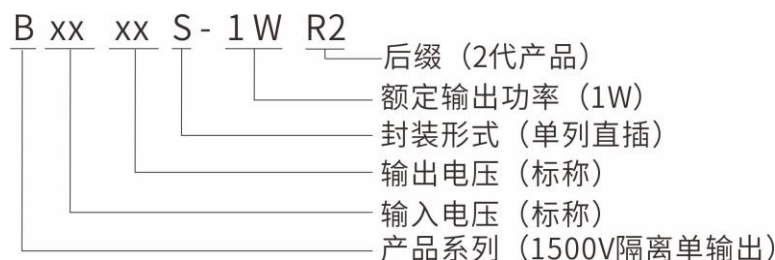 B xx xx S - 1W R2
后缀（2代产品）
额定输出功率（1W）
封装形式（单列直插）
输出电压（标称）
输入电压（标称）
产品系列（1500V隔离单输出）